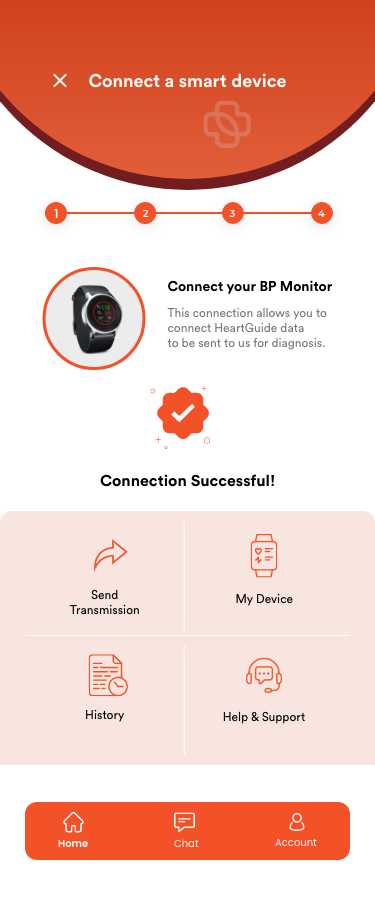 Connect a smart device
1 2 3 4
Connect your BP Monitor
This connection allows you to
connect HeartGuide data
to be sent to us for diagnosis.
Connection Successful!
Send
Transmission
My Device
History
Help & Support
Home Chat Account